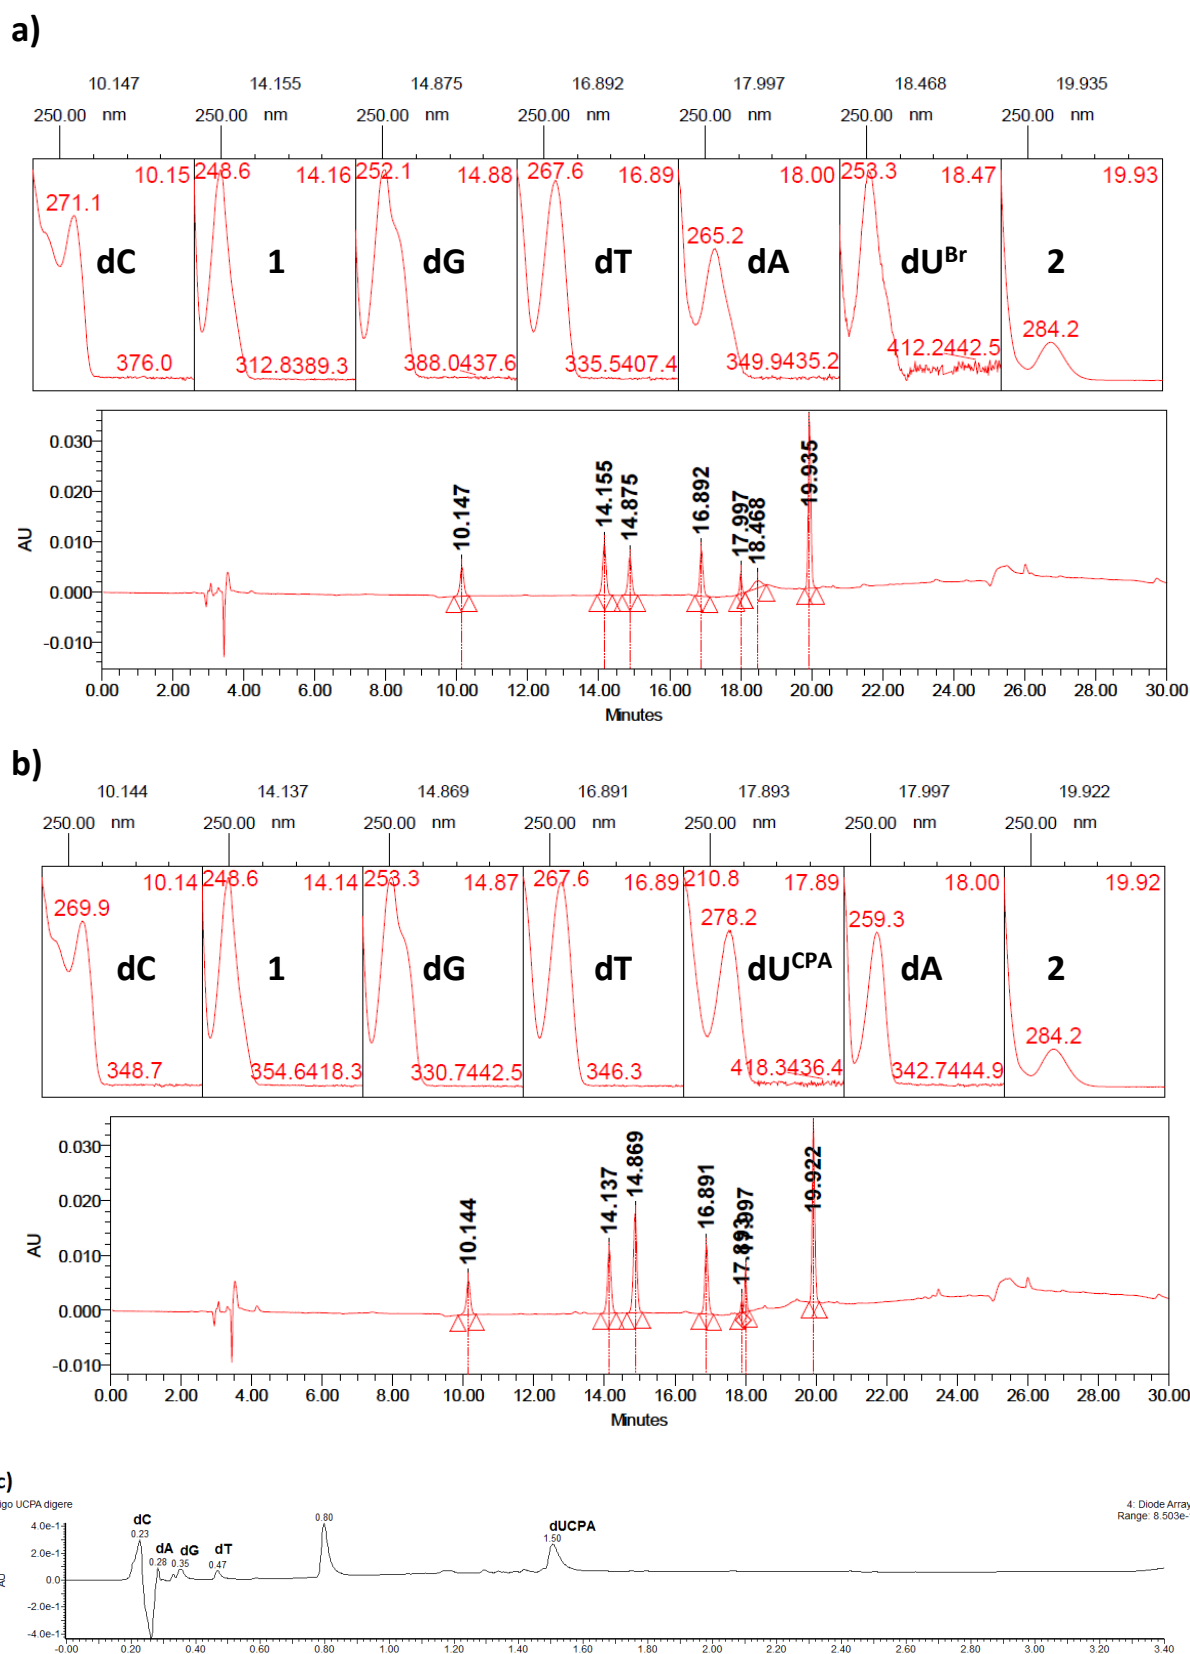 a)
10.147 14.155 14.875 16.892 17.997 18.468 19.935
250.00 nm 250.00 nm 250.00 nm 250.00 nm 250.00 nm 250.00 nm 250.00 nm
10.15 248.6 14.16 252.1 14.88 267.6 16.89 18.00 253.3 18.47 19.93
271.1 265.2
dC 1 dG dT dA dUBr 2
284.2
376.0 312.8389.3 388.0437.6 335.5407.4 349.9435.2 412.2442.5
0.030
0.020
0.010
0.000
-0.010
AU
10.147 14.155 14.875 16.892 17.997 18.468 19.935
0.00 2.00 4.00 6.00 8.00 10.00 12.00 14.00 16.00 18.00 20.00 22.00 24.00 26.00 28.00 30.00
Minutes
b)
10.144 14.137 14.869 16.891 17.893 17.997 19.922
250.00 nm 250.00 nm 250.00 nm 250.00 nm 250.00 nm 250.00 nm 250.00 nm
10.14 248.6 14.14 253.3 14.87 267.6 16.89 210.8 17.89 18.00 19.92
269.9 278.2 259.3
dC 1 dG dT dUCPA dA 2
284.2
348.7 354.6418.3 330.7442.5 346.3 418.3436.4 342.7444.9
0.030
0.020
0.010
0.000
-0.010
AU
10.144 14.137 14.869 16.891 17.893 17.997 19.922
0.00 2.00 4.00 6.00 8.00 10.00 12.00 14.00 16.00 18.00 20.00 22.00 24.00 26.00 28.00 30.00
Minutes
c)
igo UCPA digere
4: Diode Array
Range: 8.503e-
dC 0.23
dA 0.28
dG 0.35
dT 0.47
0.80
dUCPA 1.50
4.0e-1
2.0e-1
0.0
-2.0e-1
-4.0e-1
AU
-0.00 0.20 0.40 0.60 0.80 1.00 1.20 1.40 1.60 1.80 2.00 2.20 2.40 2.60 2.80 3.00 3.20 3.40